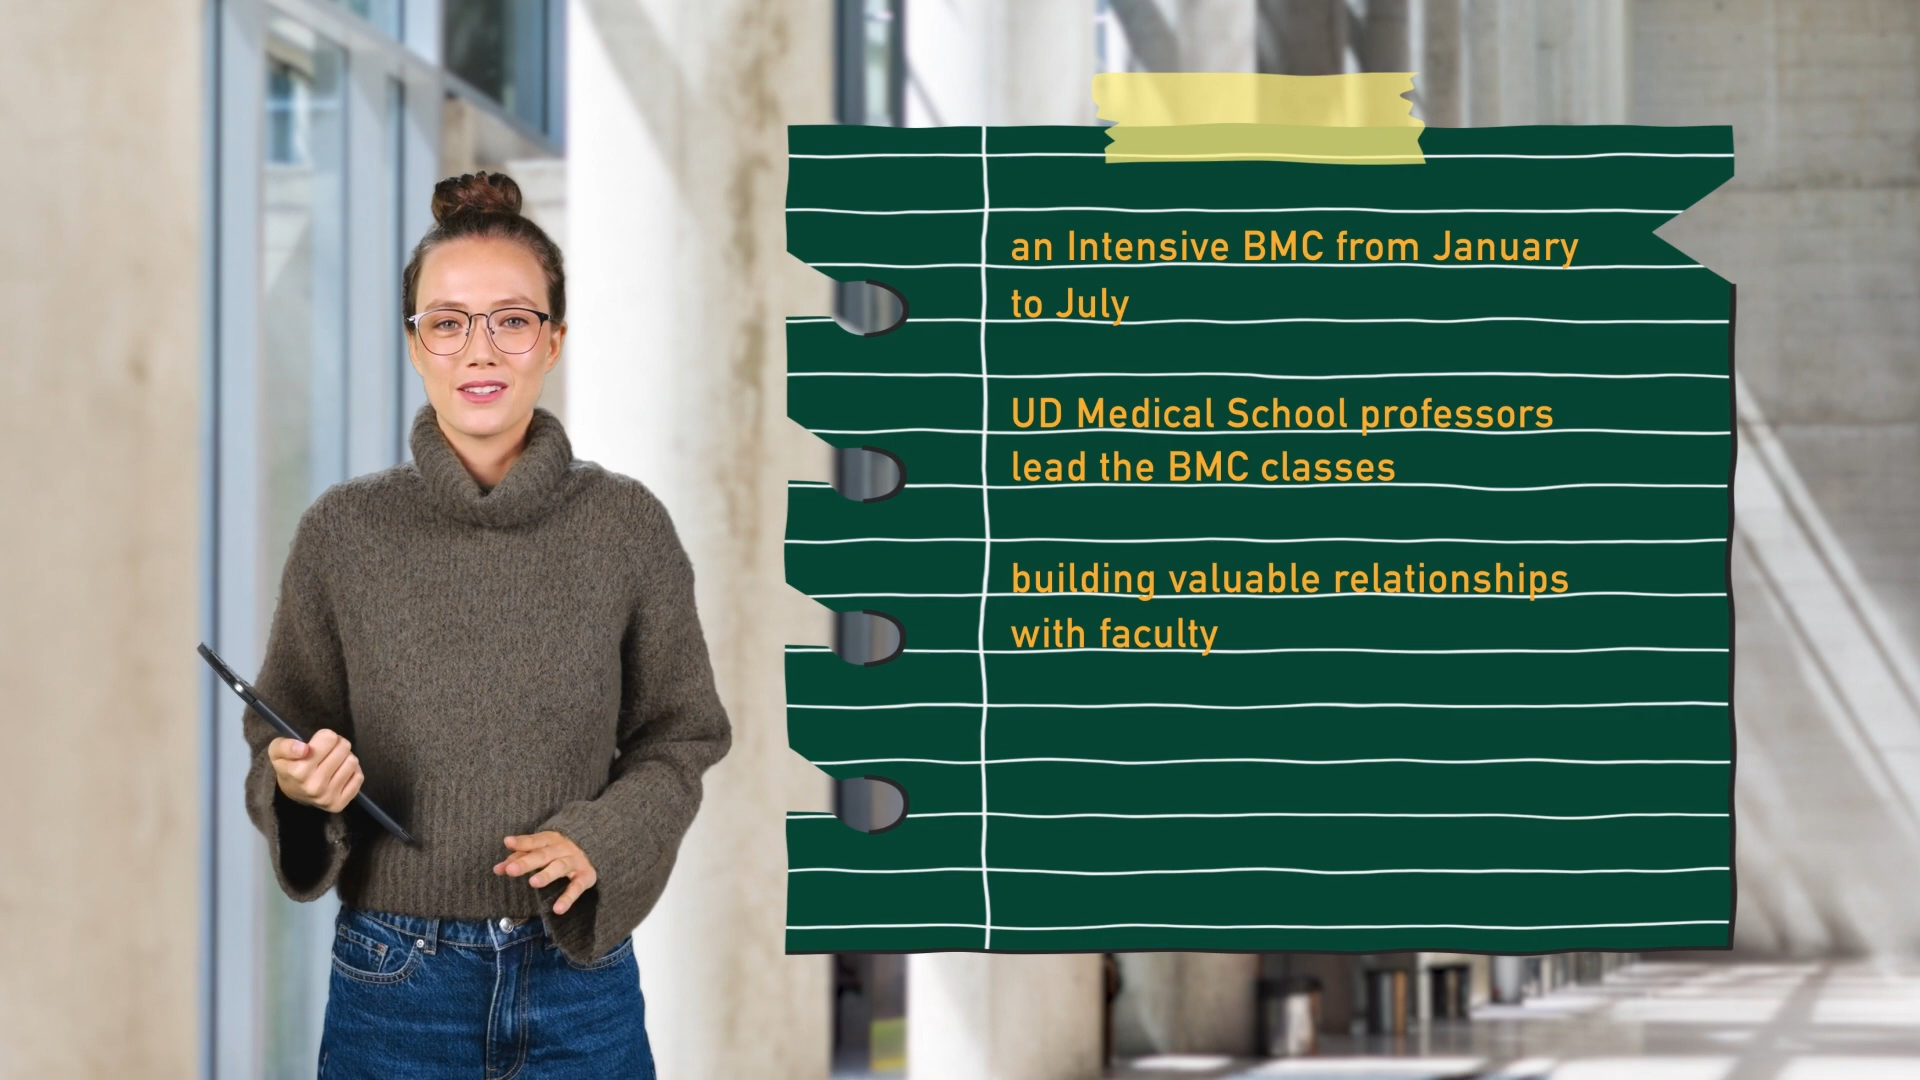 an Intensive BMC from January
to July
UD Medical School professors
lead the BMC classes
building valuable relationships
with faculty